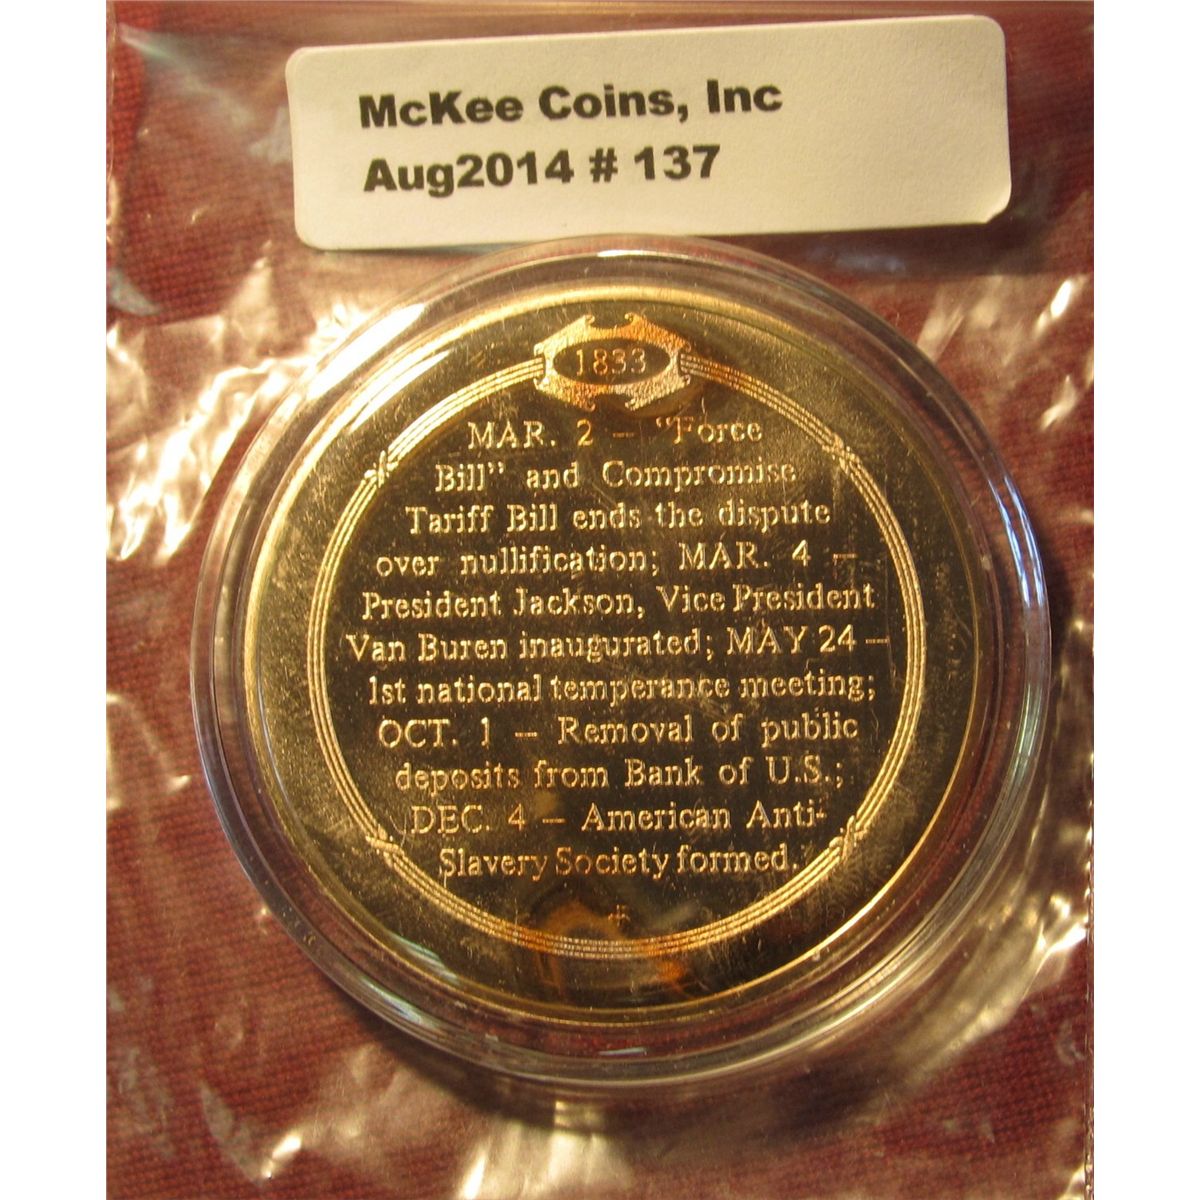 McKee Coins, Inc
Aug2014 # 137
1833
MAR. 2 – "Force
Bill" and Compromise
Tariff Bill ends the dispute
over nullification; MAR. 4 –
President Jackson, Vice President
Van Buren inaugurated; MAY 24 –
1st national temperance meeting;
OCT. 1 – Removal of public
deposits from Bank of U.S.;
DEC. 4 – American Anti-
Slavery Society formed.